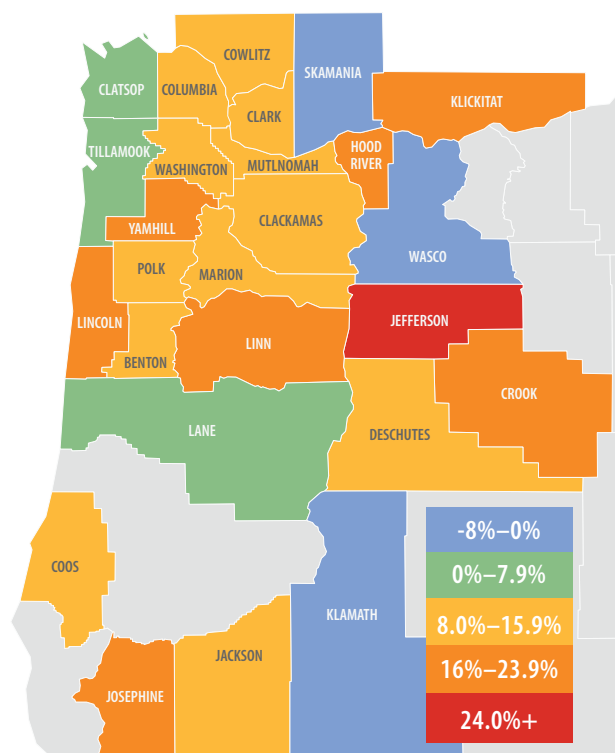 COWLITZ
SKAMANIA
CLATSOP
COLUMBIA
KLICKITAT
CLARK
TILLAMOOK
HOOD
RIVER
MUTLNOMAH
WASHINGTON
CLACKAMAS
YAMHILL
WASCO
POLK
MARION
JEFFERSON
LINCOLN
LINN
BENTON
CROOK
LANE
DESCHUTES
-8%–0%
0%–7.9%
COOS
KLAMATH
8.0%–15.9%
JACKSON
16%–23.9%
JOSEPHINE
24.0%+